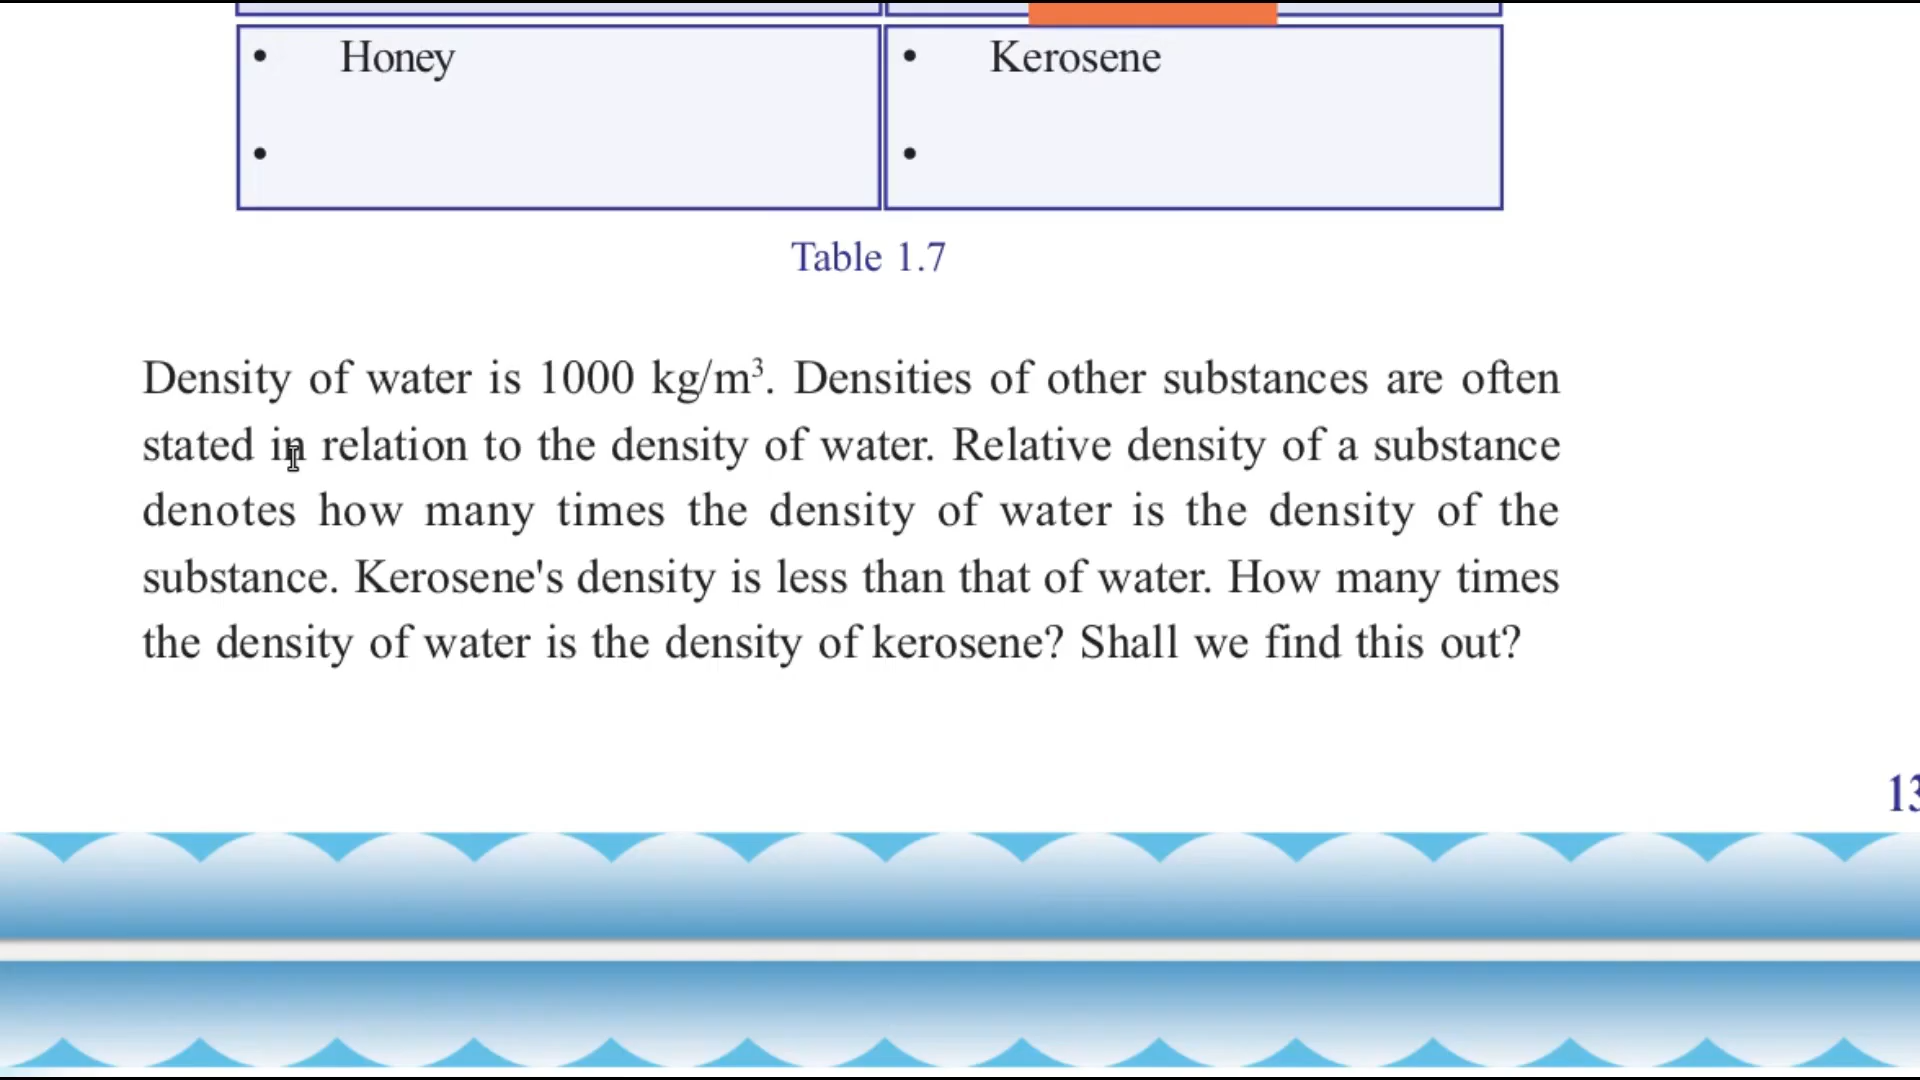 • Honey
• Kerosene
•
•
Table 1.7
Density of water is 1000 kg/m³. Densities of other substances are often
stated in relation to the density of water. Relative density of a substance
denotes how many times the density of water is the density of the
substance. Kerosene's density is less than that of water. How many times
the density of water is the density of kerosene? Shall we find this out?
13